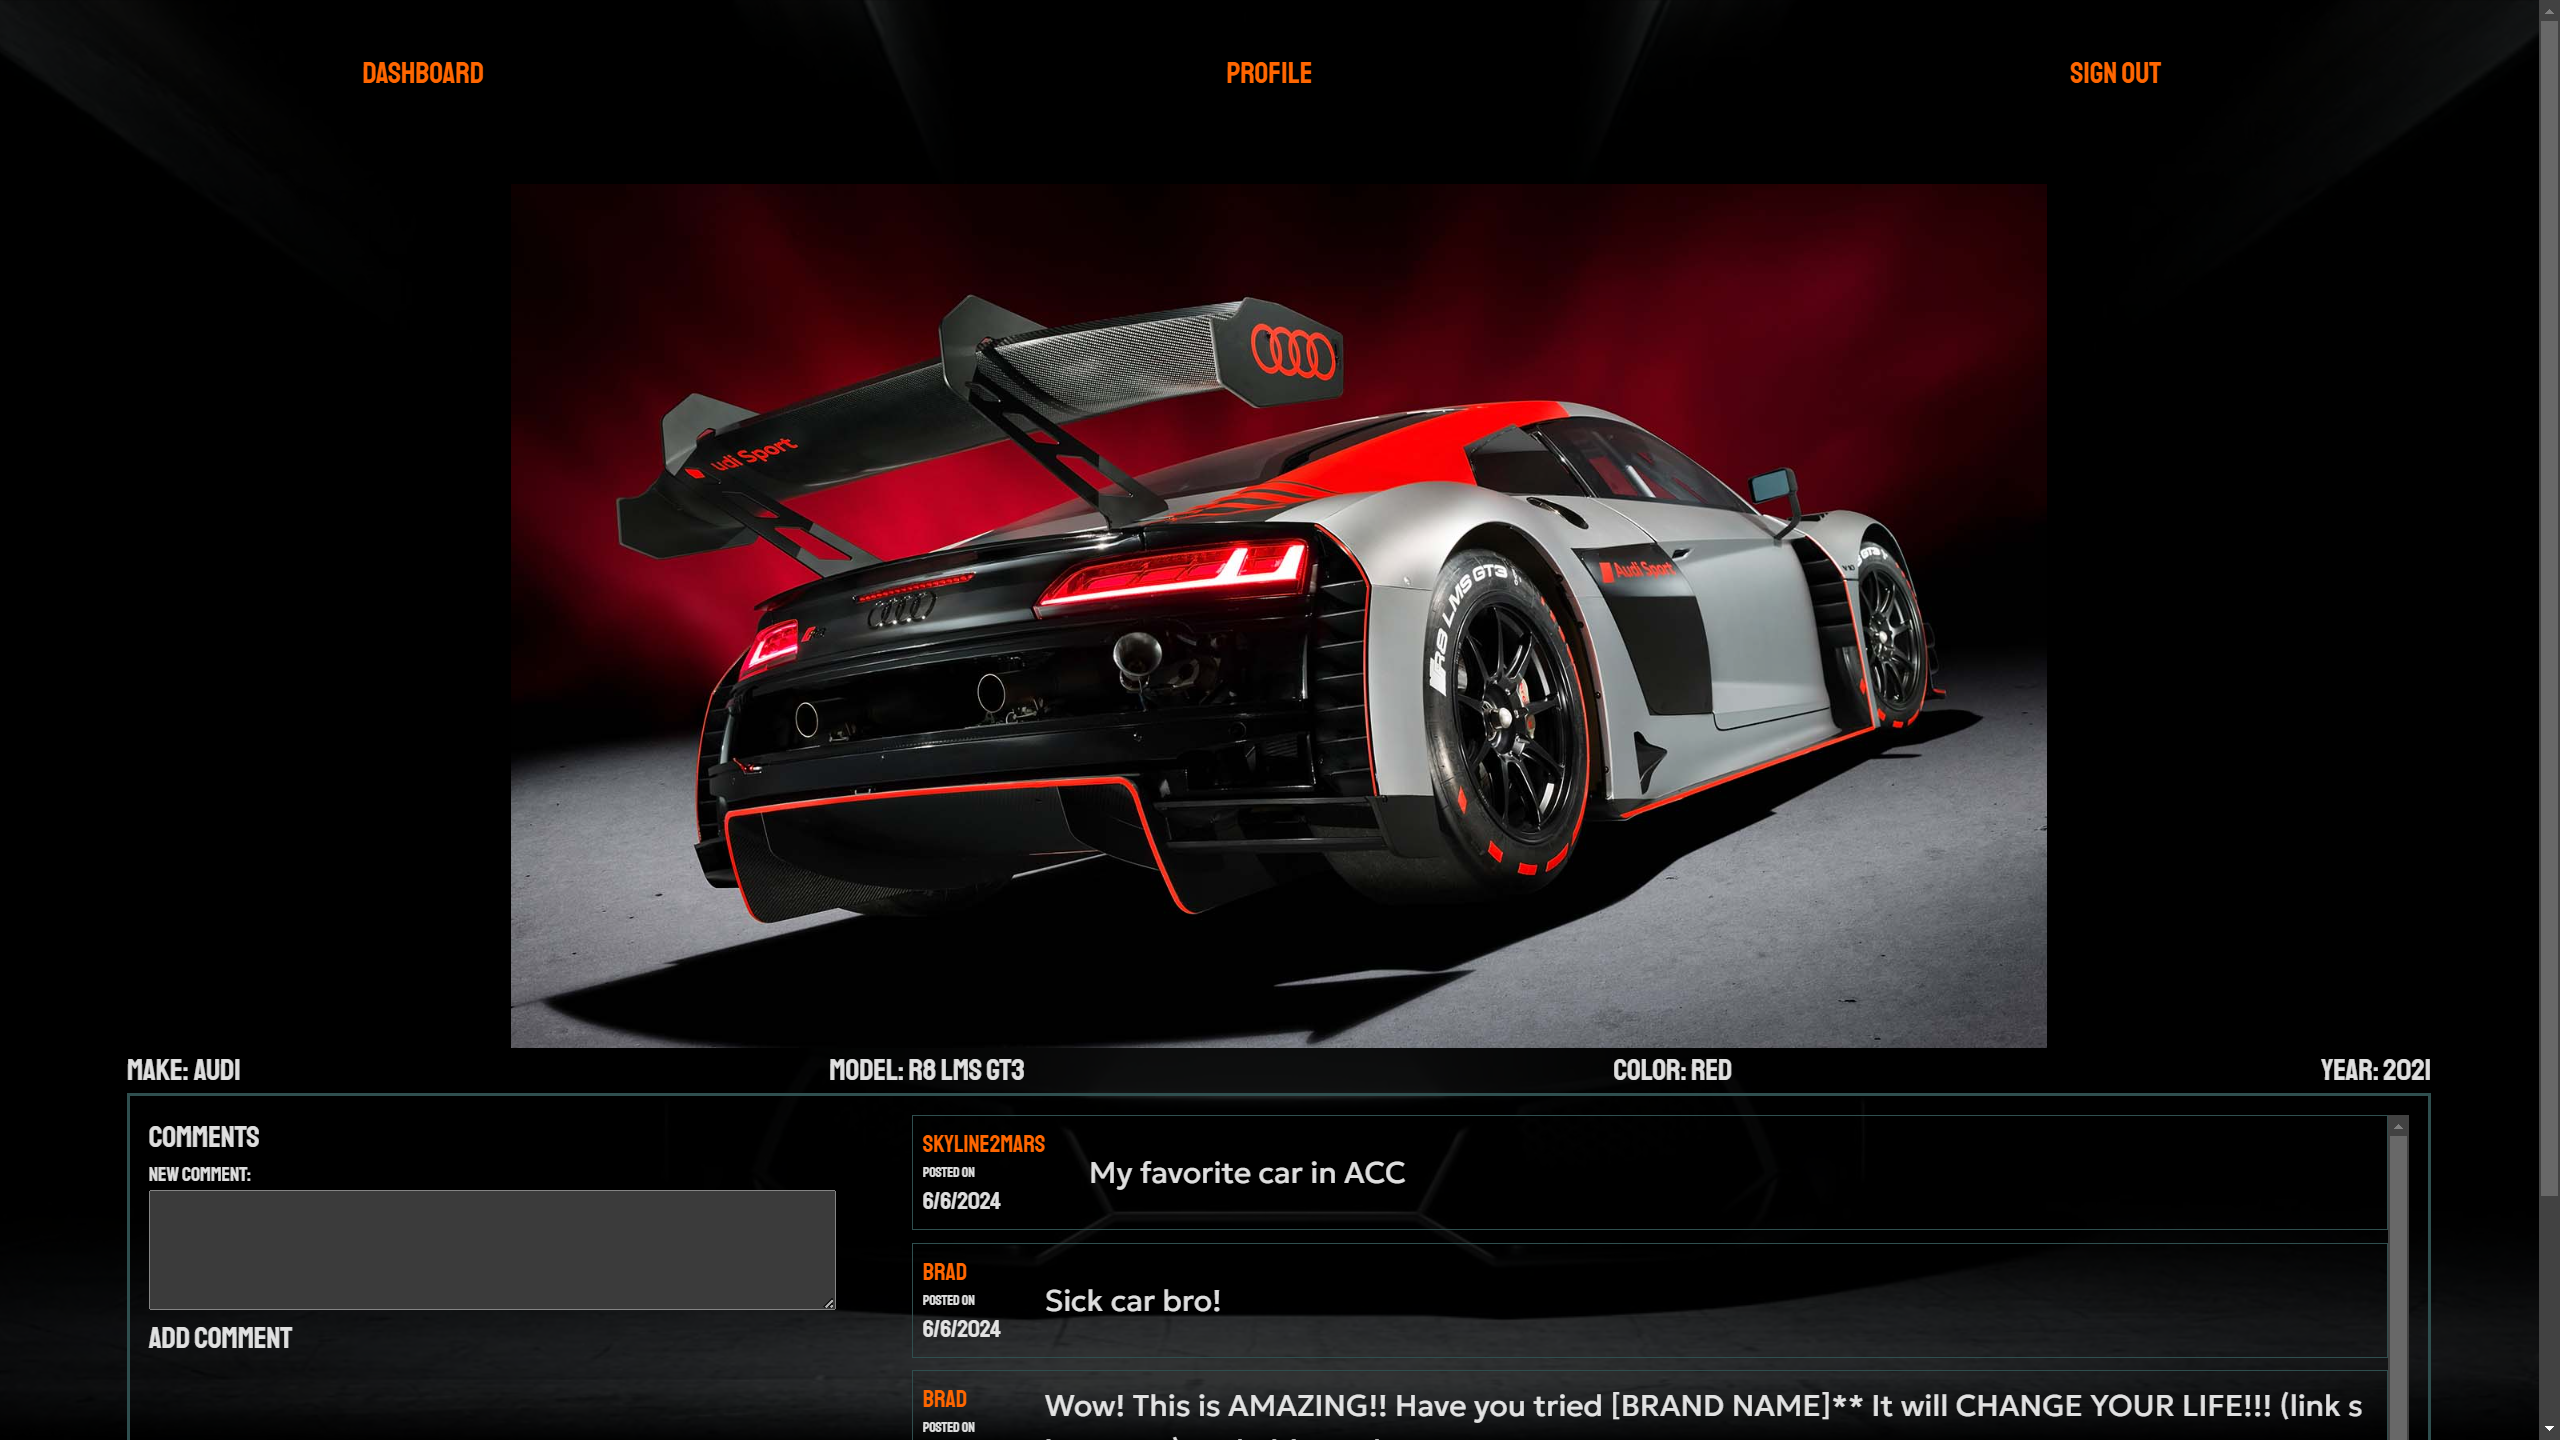 DASHBOARD
PROFILE
SIGN OUT
udi Sport
R8 LMS GT3
Audi Sport
GT3
MAKE: AUDI
MODEL: R8 LMS GT3
COLOR: RED
YEAR: 2021
COMMENTS
NEW COMMENT:
ADD COMMENT
SKYLINE2MARS
POSTED ON
6/6/2024
My favorite car in ACC
BRAD
POSTED ON
6/6/2024
Sick car bro!
BRAD
POSTED ON
Wow! This is AMAZING!! Have you tried [BRAND NAME]** It will CHANGE YOUR LIFE!!! (link s